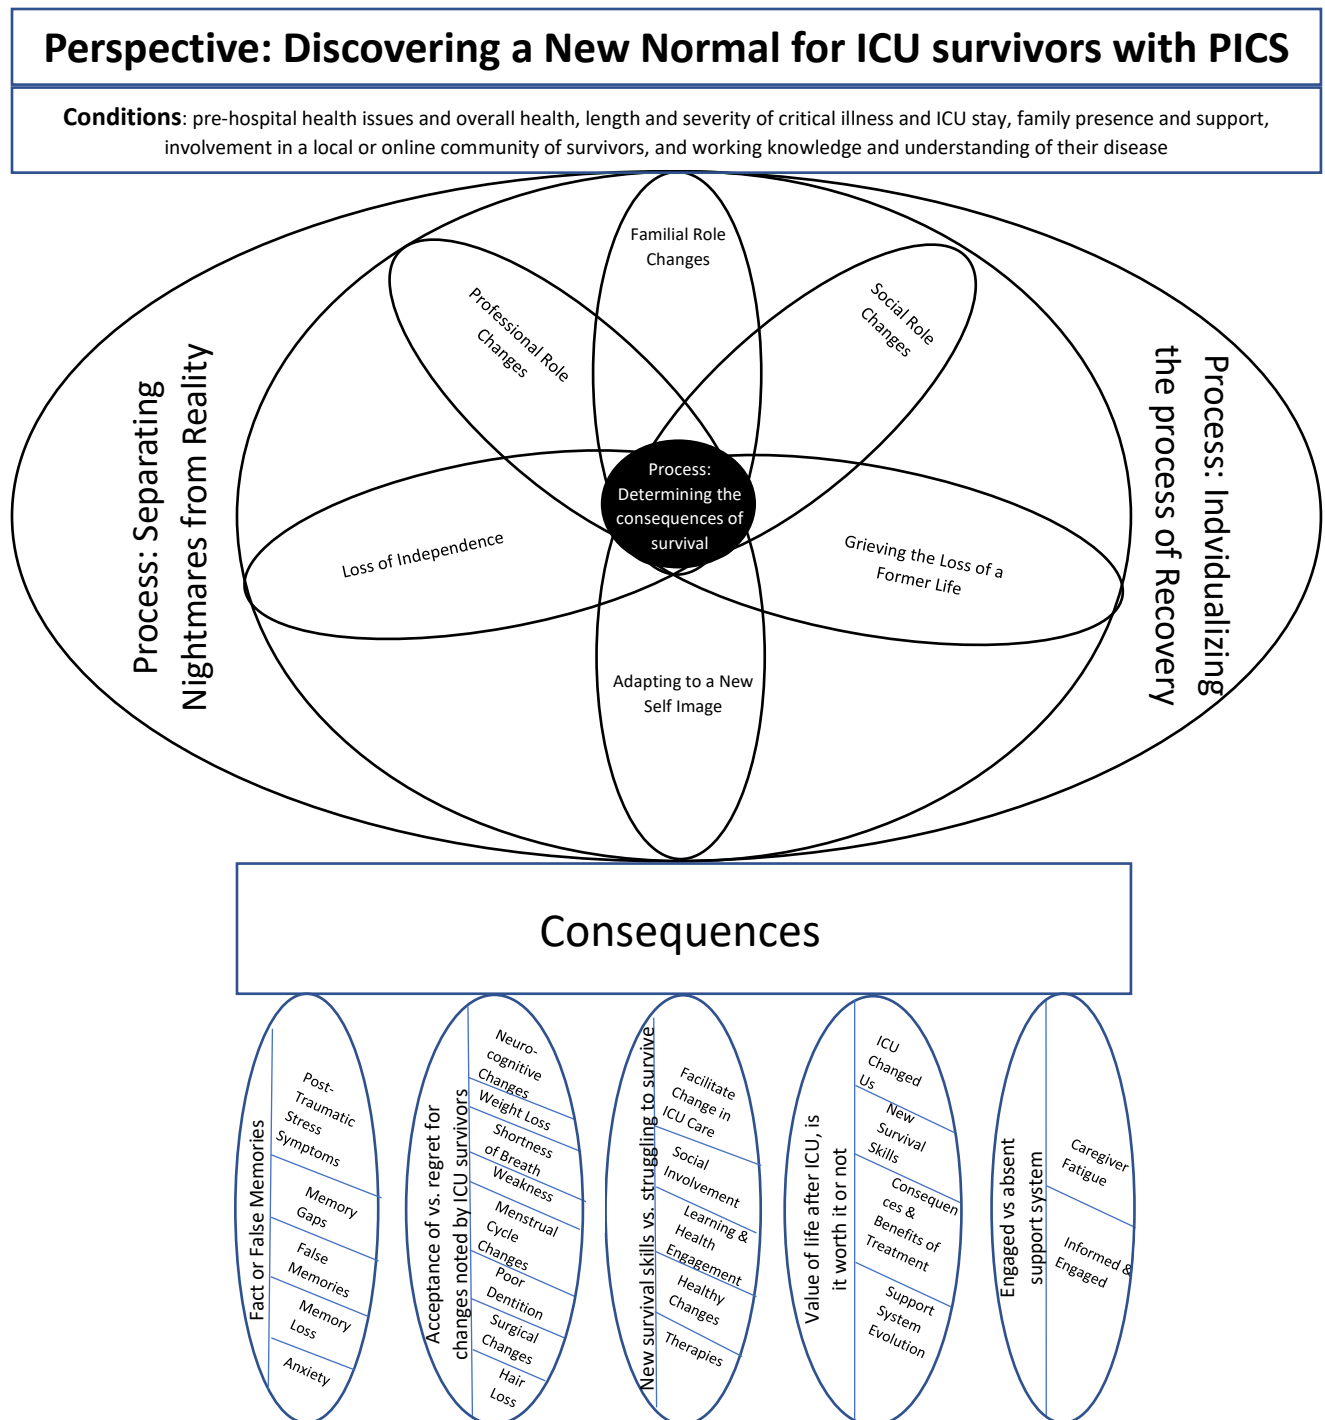 Perspective: Discovering a New Normal for ICU survivors with PICS
Conditions: pre-hospital health issues and overall health, length and severity of critical illness and ICU stay, family presence and support,
involvement in a local or online community of survivors, and working knowledge and understanding of their disease
Process: Separating
Nightmares from Reality
Professional Role
Changes
Familial Role
Changes
Social Role
Changes
Process: Indvidualizing
the process of Recovery
Process:
Determining the
consequences of
survival
Loss of Independence
Grieving the Loss of a
Former Life
Adapting to a New
Self Image
Consequences
Fact or False Memories
Post-
Traumatic
Stress
Symptoms
Memory
Gaps
False
Memories
Memory
Loss
Anxiety
Acceptance of vs. regret for
changes noted by ICU survivors
Neuro-
cognitive
Changes
Weight Loss
Shortness
of Breath
Weakness
Menstrual
Cycle
Changes
Poor
Dentition
Surgical
Changes
Hair
Loss
New survival skills vs. struggling to survive
Facilitate
Change in
ICU Care
Social
Involvement
Learning &
Health
Engagement
Healthy
Changes
Therapies
Value of life after ICU, is
it worth it or not
ICU
Changed
Us
New
Survival
Skills
Consequen
ces &
Benefits of
Treatment
Support
System
Evolution
Engaged vs absent
support system
Caregiver
Fatigue
Informed &
Engaged